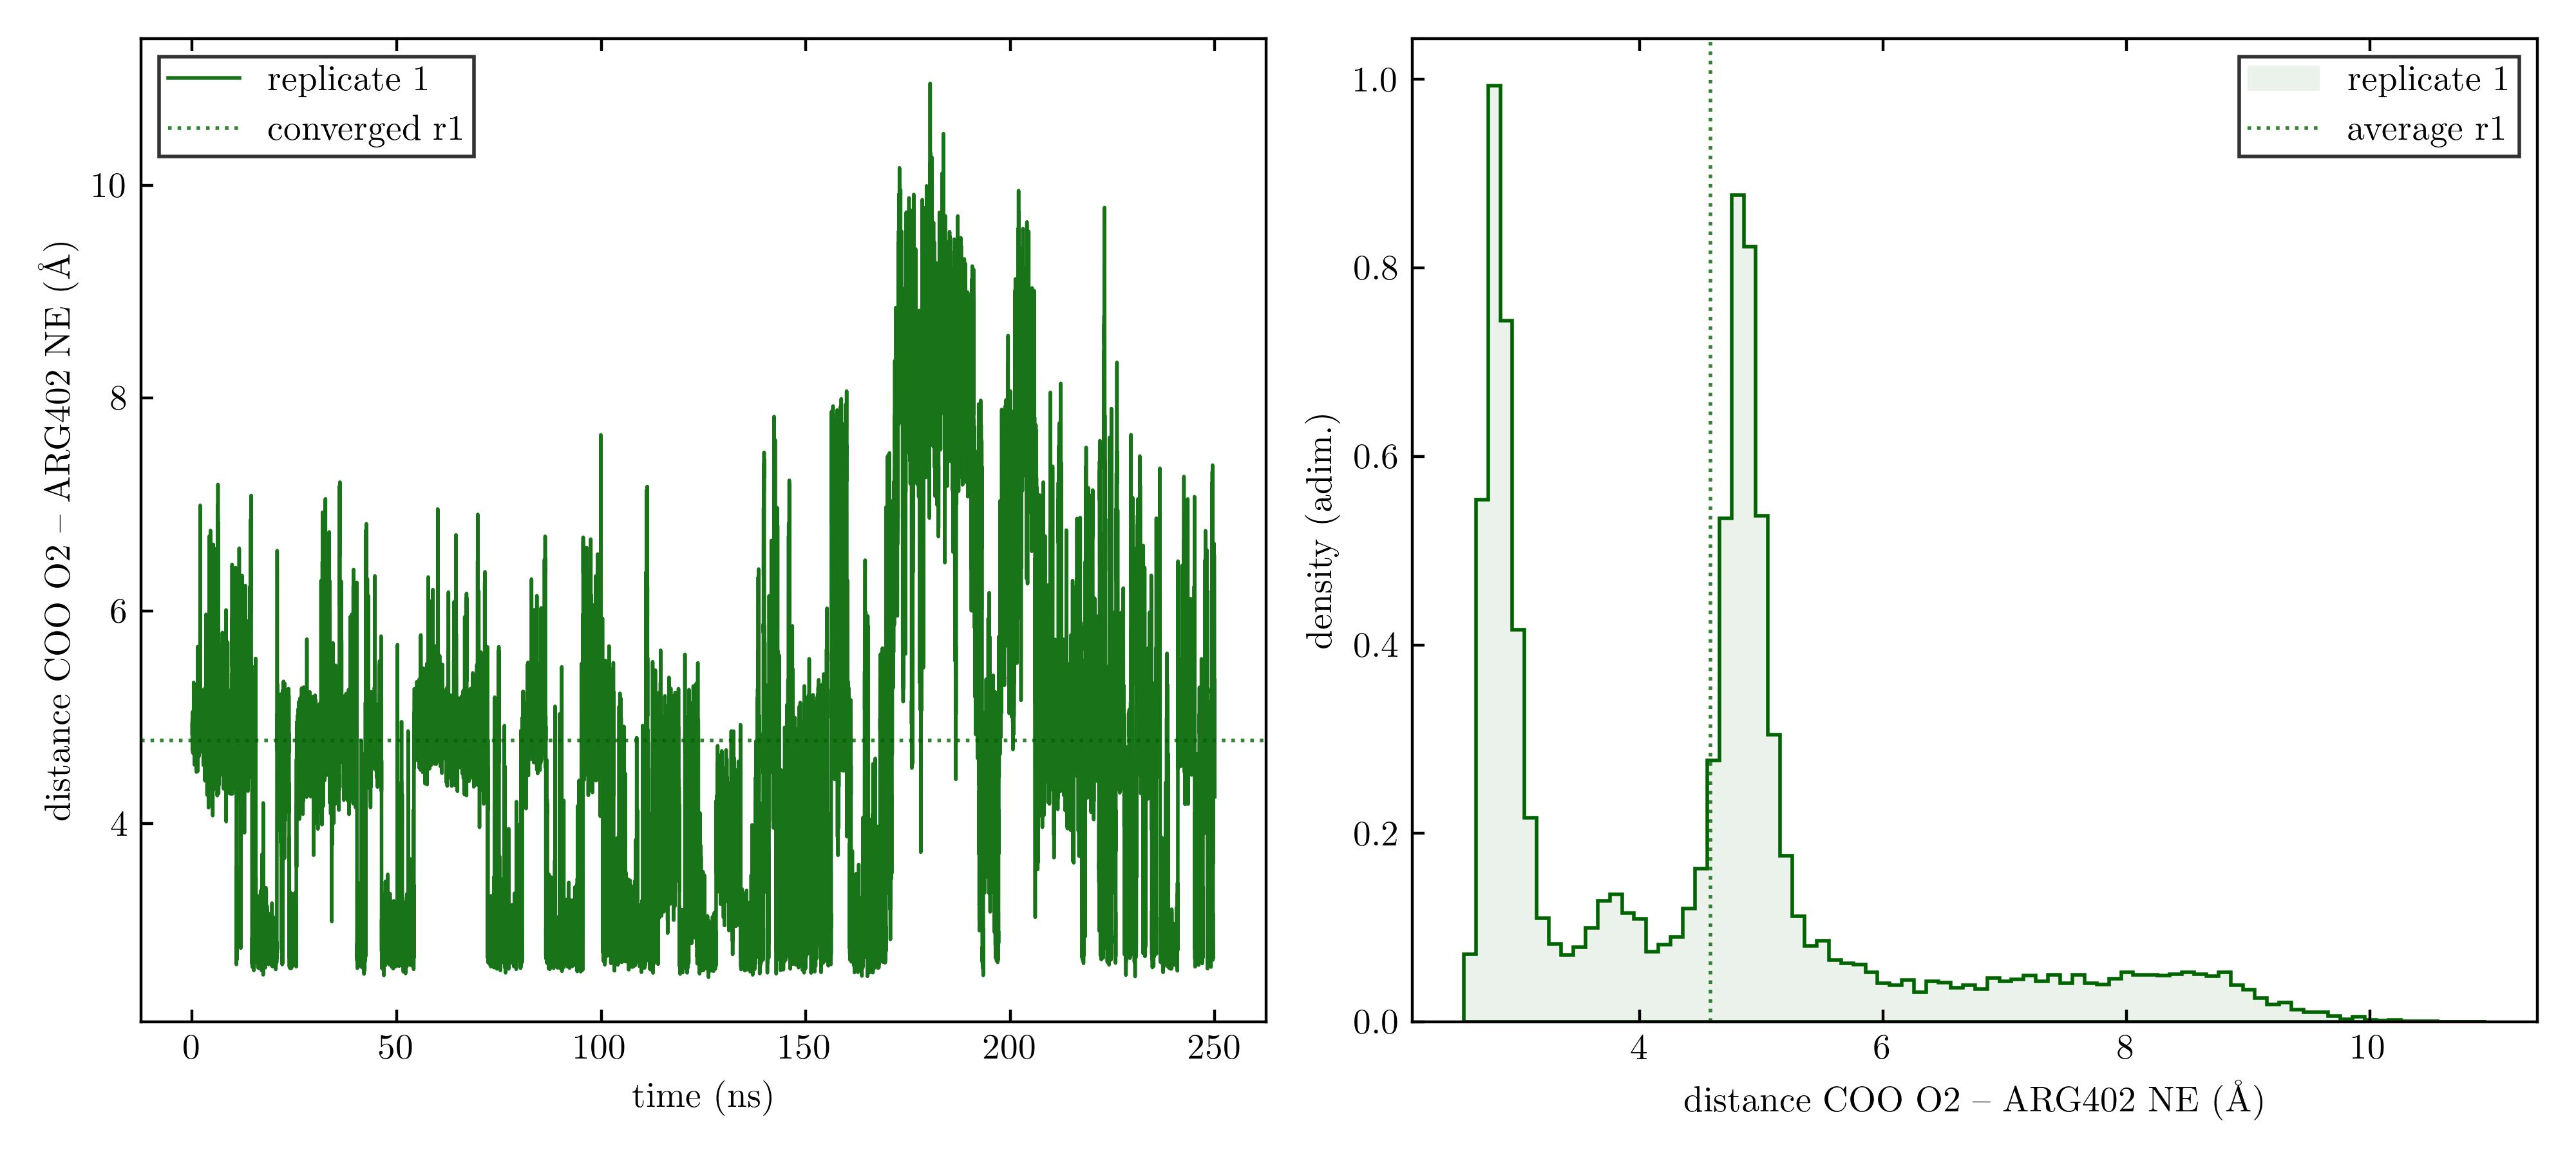 replicate 1
converged r1
10
8
6
4
distance COO O2 – ARG402 NE (Å)
0 50 100 150 200 250
time (ns)
replicate 1
average r1
1.0
0.8
0.6
0.4
0.2
0.0
density (adim.)
4 6 8 10
distance COO O2 – ARG402 NE (Å)